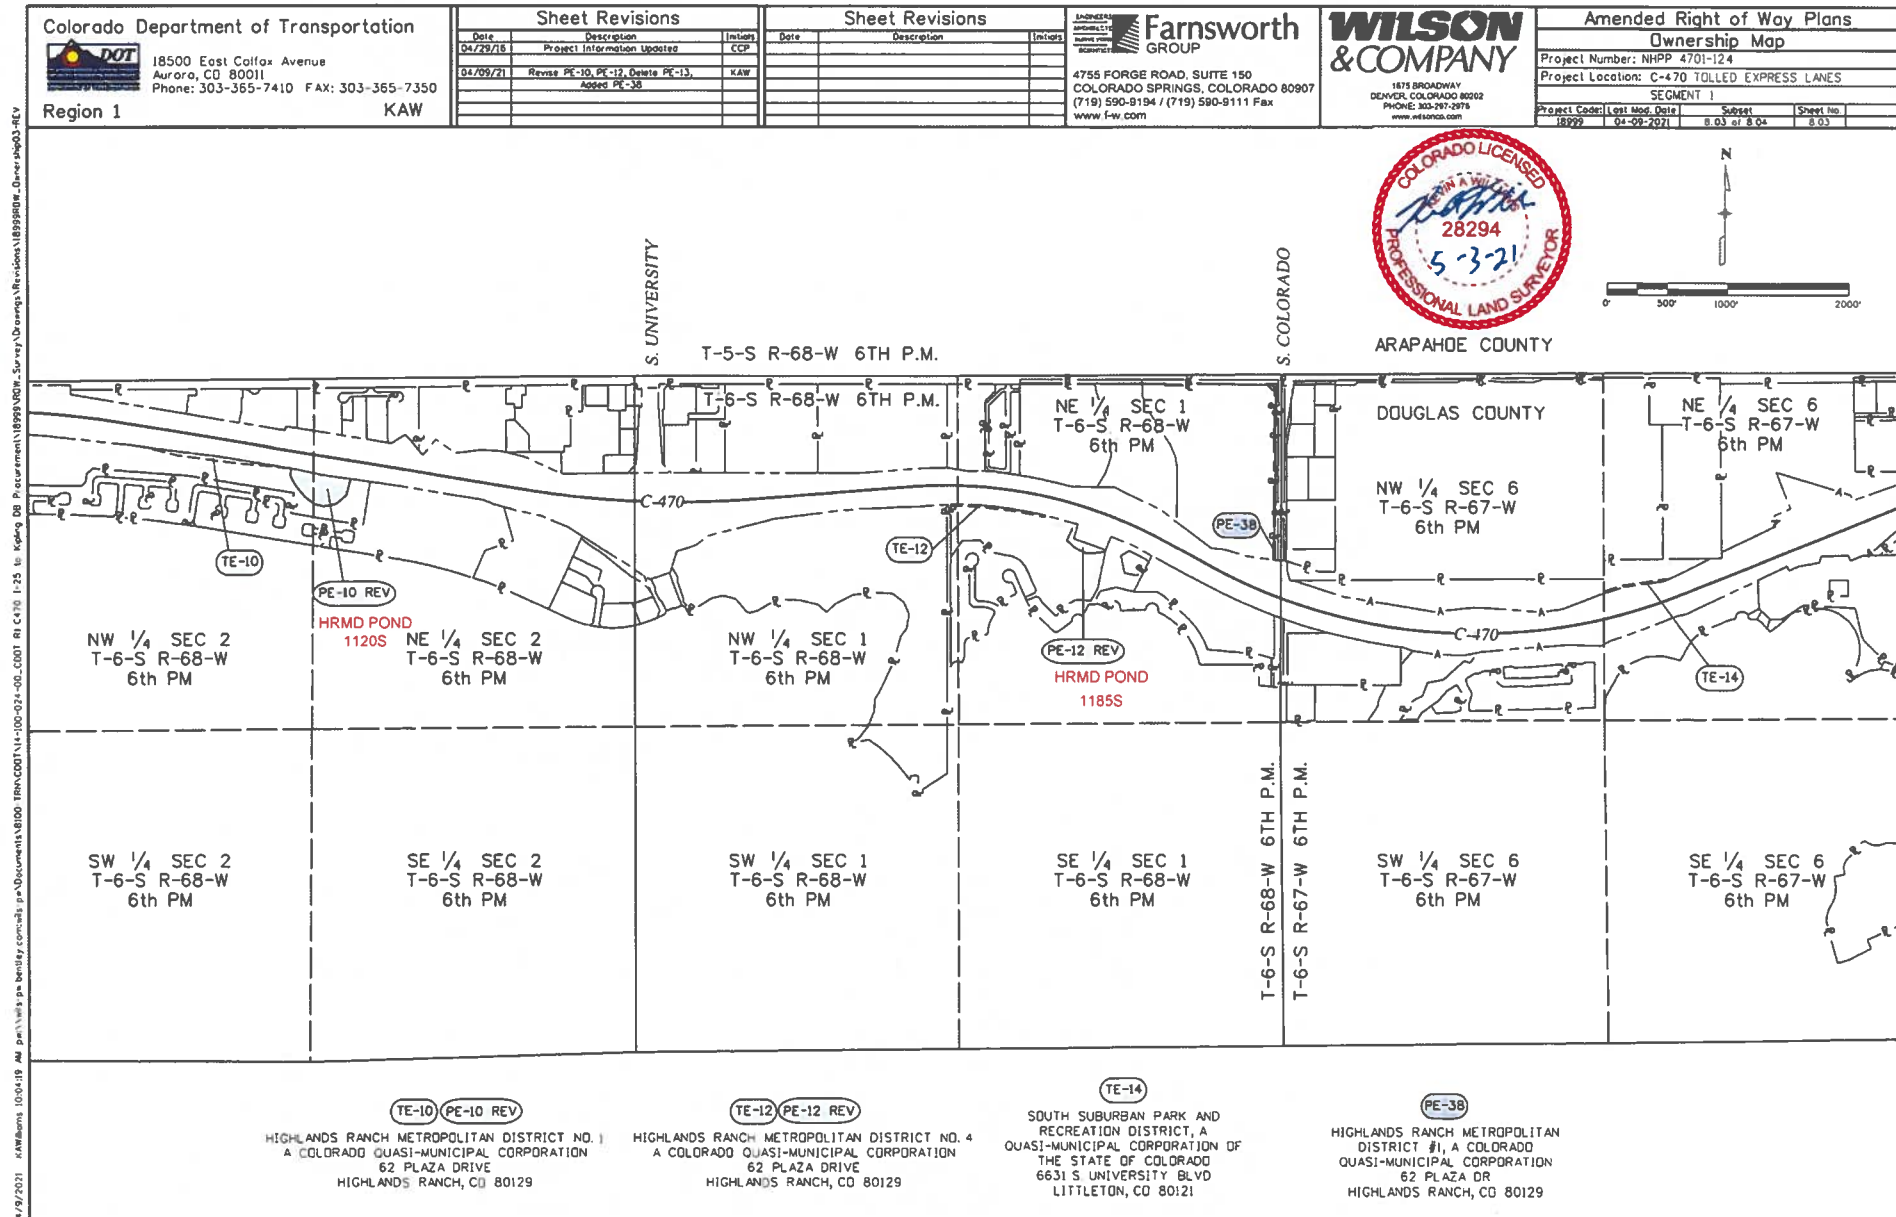 Colorado Department of Transportation
DOT
18500 East Colfax Avenue
Aurora, CO 80011
Phone: 303-365-7410 FAX: 303-365-7350
Region 1
KAW
Sheet Revisions
Date Description Initials
04/29/16 Project Information Updated CCP
04/09/21 Revise PE-10, PE-12, Delete PE-13, KAW
Added PE-38
Sheet Revisions
Date Description Initials
ENGINEERS
ARCHITECTS
SCIENTISTS
Farnsworth
GROUP
4755 FORGE ROAD, SUITE 150
COLORADO SPRINGS, COLORADO 80907
(719) 590-9194 / (719) 590-9111 Fax
www.f-w.com
WILSON
&COMPANY
1675 BROADWAY
DENVER, COLORADO 80202
PHONE: 303-297-2976
www.wilsonco.com
Amended Right of Way Plans
Ownership Map
Project Number: NHPP 4701-124
Project Location: C-470 TOLLED EXPRESS LANES
SEGMENT 1
Project Code: Last Mod. Date Subset Sheet No.
18999 04-09-2021 8.03 of 8.04 8.03
COLORADO LICENSED
28294
5-3-21
PROFESSIONAL LAND SURVEYOR
N
0' 500' 1000' 2000'
S. UNIVERSITY
S. COLORADO
ARAPAHOE COUNTY
T-5-S R-68-W 6TH P.M.
T-6-S R-68-W 6TH P.M.
NE 1/4 SEC 1
T-6-S R-68-W
6th PM
DOUGLAS COUNTY
NE 1/4 SEC 6
T-6-S R-67-W
6th PM
NW 1/4 SEC 6
T-6-S R-67-W
6th PM
C-470
PE-38
TE-12
TE-10
PE-10 REV
HRMD POND
1120S
NW 1/4 SEC 2
T-6-S R-68-W
6th PM
NE 1/4 SEC 2
T-6-S R-68-W
6th PM
NW 1/4 SEC 1
T-6-S R-68-W
6th PM
PE-12 REV
HRMD POND
1185S
C-470
TE-14
SW 1/4 SEC 2
T-6-S R-68-W
6th PM
SE 1/4 SEC 2
T-6-S R-68-W
6th PM
SW 1/4 SEC 1
T-6-S R-68-W
6th PM
SE 1/4 SEC 1
T-6-S R-68-W
6th PM
T-6-S R-68-W 6TH P.M.
T-6-S R-67-W 6TH P.M.
SW 1/4 SEC 6
T-6-S R-67-W
6th PM
SE 1/4 SEC 6
T-6-S R-67-W
6th PM
TE-10 PE-10 REV
HIGHLANDS RANCH METROPOLITAN DISTRICT NO. 1
A COLORADO QUASI-MUNICIPAL CORPORATION
62 PLAZA DRIVE
HIGHLANDS RANCH, CO 80129
TE-12 PE-12 REV
HIGHLANDS RANCH METROPOLITAN DISTRICT NO. 4
A COLORADO QUASI-MUNICIPAL CORPORATION
62 PLAZA DRIVE
HIGHLANDS RANCH, CO 80129
TE-14
SOUTH SUBURBAN PARK AND
RECREATION DISTRICT, A
QUASI-MUNICIPAL CORPORATION OF
THE STATE OF COLORADO
6631 S UNIVERSITY BLVD
LITTLETON, CO 80121
PE-38
HIGHLANDS RANCH METROPOLITAN
DISTRICT #1, A COLORADO
QUASI-MUNICIPAL CORPORATION
62 PLAZA DR
HIGHLANDS RANCH, CO 80129